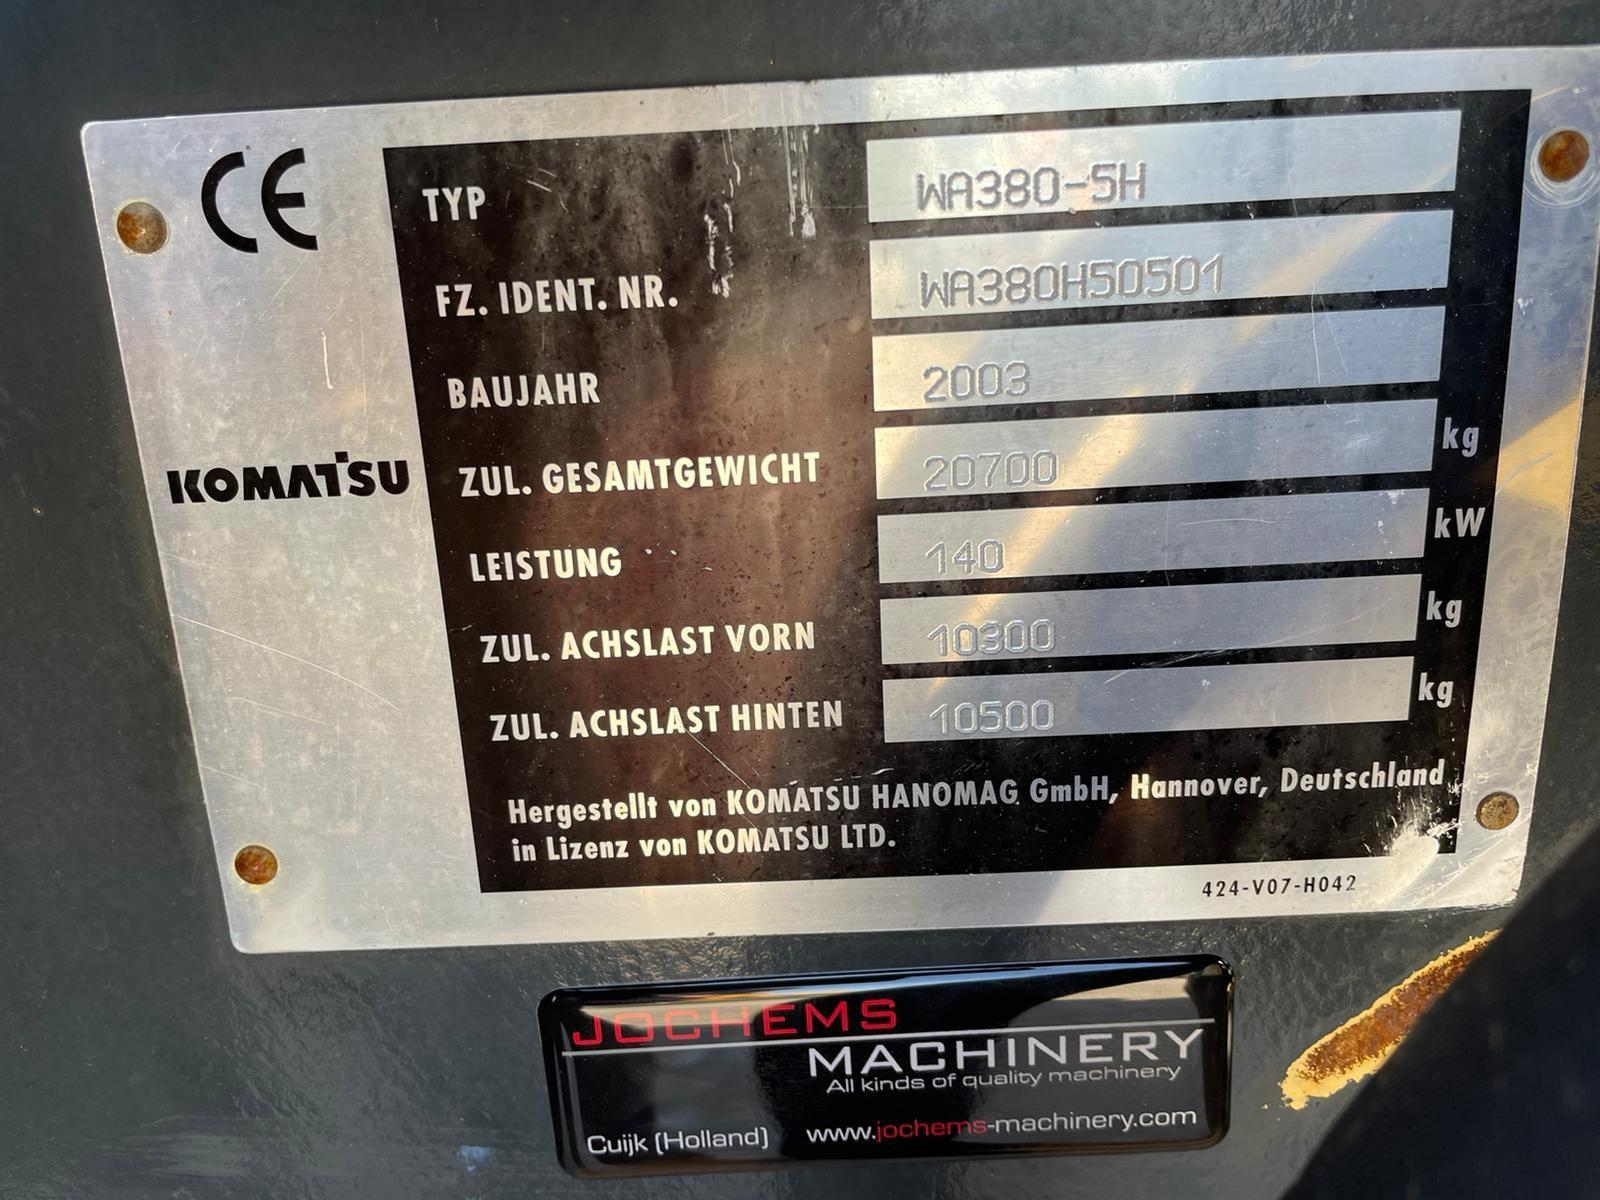 CE
TYP WA380-5H
FZ. IDENT. NR. WA380H50501
BAUJAHR 2003
ZUL. GESAMTGEWICHT 20700 kg
KOMATSU
LEISTUNG 140 kW
ZUL. ACHSLAST VORN 10300 kg
ZUL. ACHSLAST HINTEN 10500 kg
Hergestellt von KOMATSU HANOMAG GmbH, Hannover, Deutschland
in Lizenz von KOMATSU LTD.
424-V07-H042
JOCHEMS
MACHINERY
All kinds of quality machinery
Cuijk (Holland) www.jochems-machinery.com